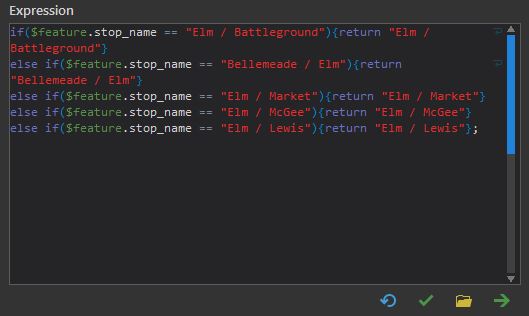 Expression
if($feature.stop_name == "Elm / Battleground"){return "Elm /
Battleground"}
else if($feature.stop_name == "Bellemeade / Elm"){return
"Bellemeade / Elm"}
else if($feature.stop_name == "Elm / Market"){return "Elm / Market"}
else if($feature.stop_name == "Elm / McGee"){return "Elm / McGee"}
else if($feature.stop_name == "Elm / Lewis"){return "Elm / Lewis"};